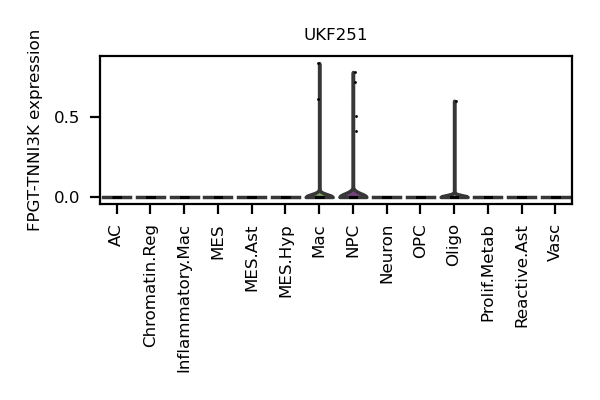 UKF251
FPGT-TNNI3K expression
0.5
0.0
AC
Chromatin.Reg
Inflammatory.Mac
MES
MES.Ast
MES.Hyp
Mac
NPC
Neuron
OPC
Oligo
Prolif.Metab
Reactive.Ast
Vasc